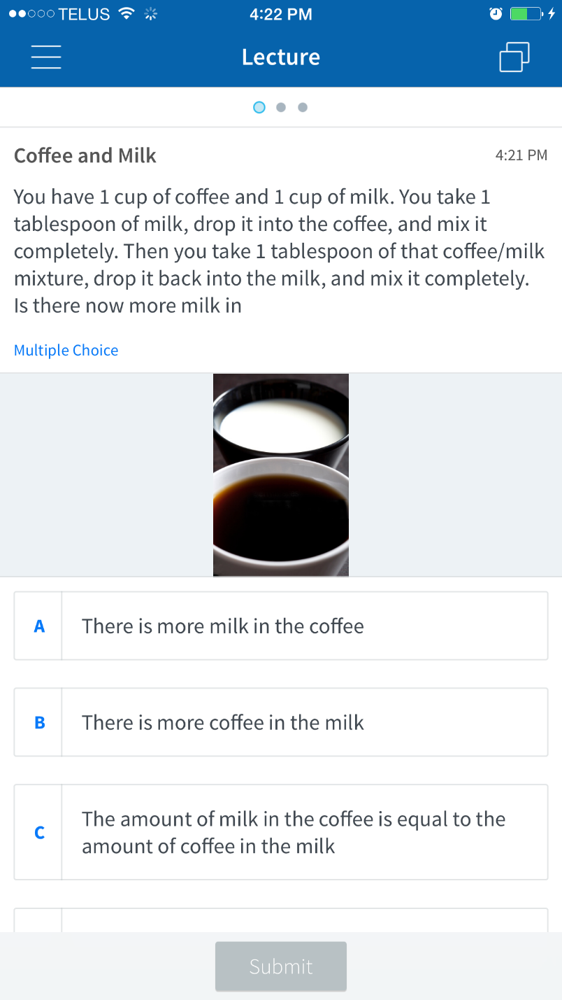 TELUS 4:22 PM
Lecture
Coffee and Milk 4:21 PM
You have 1 cup of coffee and 1 cup of milk. You take 1
tablespoon of milk, drop it into the coffee, and mix it
completely. Then you take 1 tablespoon of that coffee/milk
mixture, drop it back into the milk, and mix it completely.
Is there now more milk in
Multiple Choice
A There is more milk in the coffee
B There is more coffee in the milk
C The amount of milk in the coffee is equal to the
amount of coffee in the milk
Submit